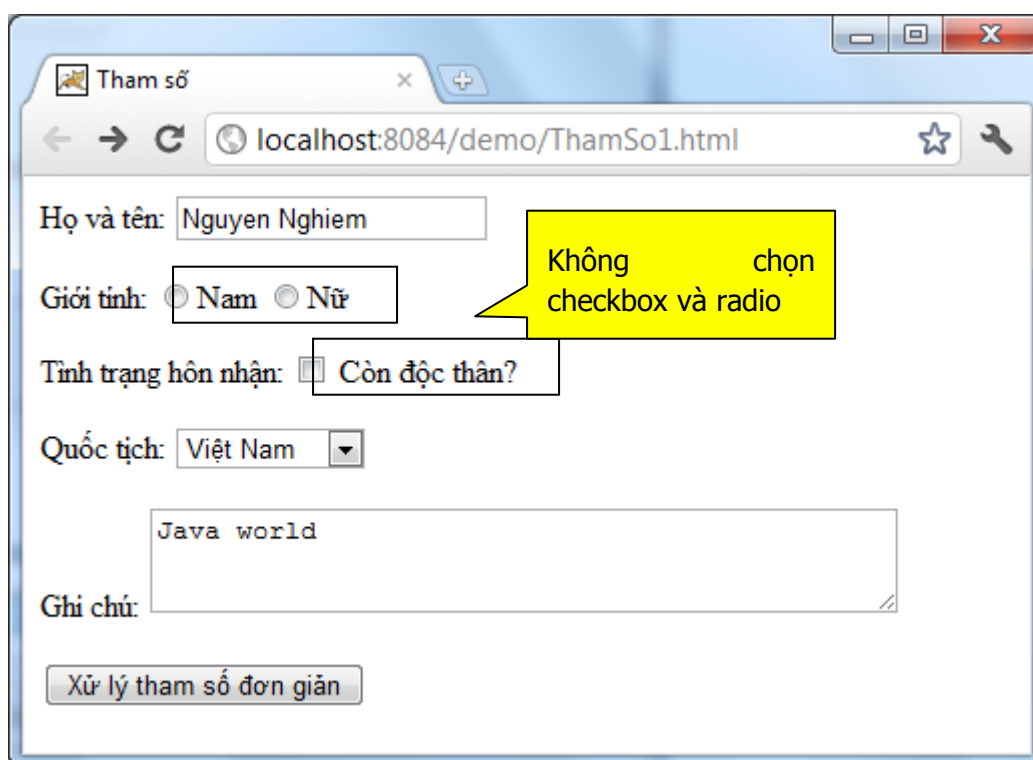 Tham số
localhost:8084/demo/ThamSo1.html
Họ và tên: Nguyen Nghiem
Không chọn
checkbox và radio
Giới tính: Nam Nữ
Tình trạng hôn nhận: Còn độc thân?
Quốc tịch: Việt Nam
Java world
Ghi chú:
Xử lý tham số đơn giản